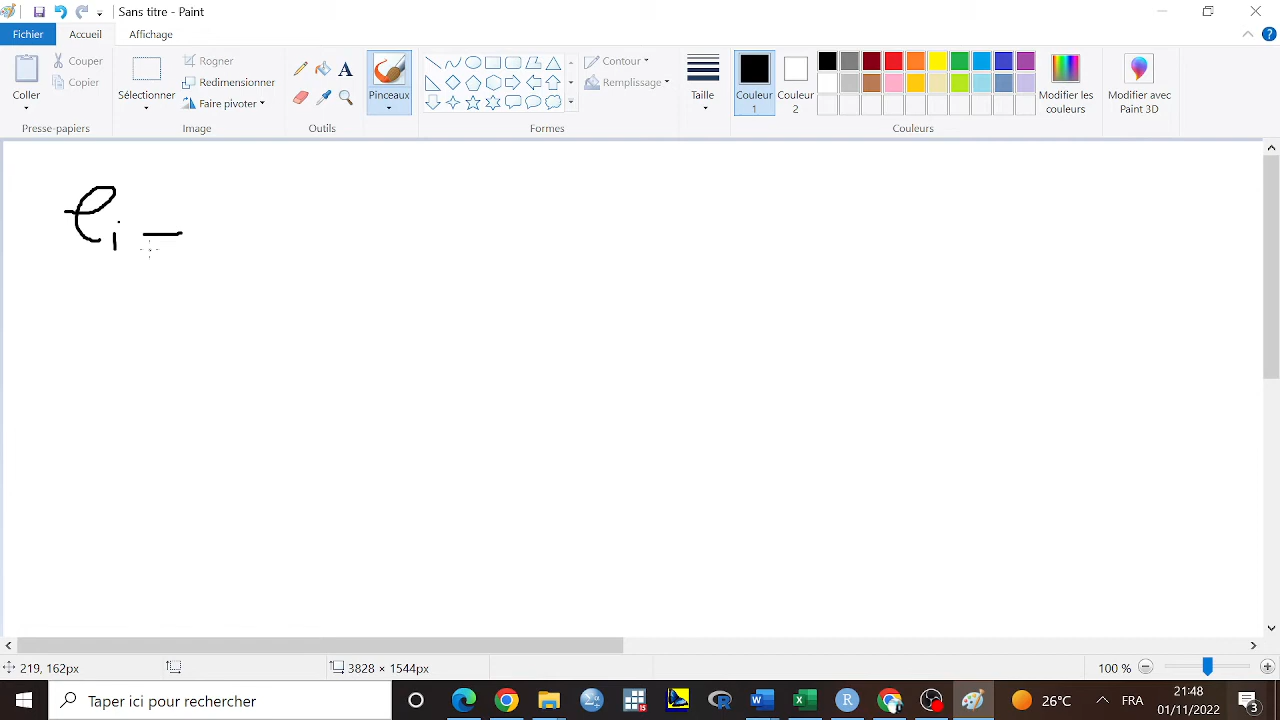 Sans titre - Paint
Fichier Accueil Affichage
Coller
Couper
Copier
Presse-papiers
Sélectionner
Rogner
Redimensionner
Faire pivoter
Image
A
Outils
Pinceaux
Contour
Remplissage
Formes
Taille
Couleur 1
Couleur 2
Modifier les couleurs
Couleurs
Modifier avec Paint 3D
e i –
219, 162px 3828 × 1544px 100 %
Taper ici pour rechercher 26°C FRA 21:48
01/11/2022 3